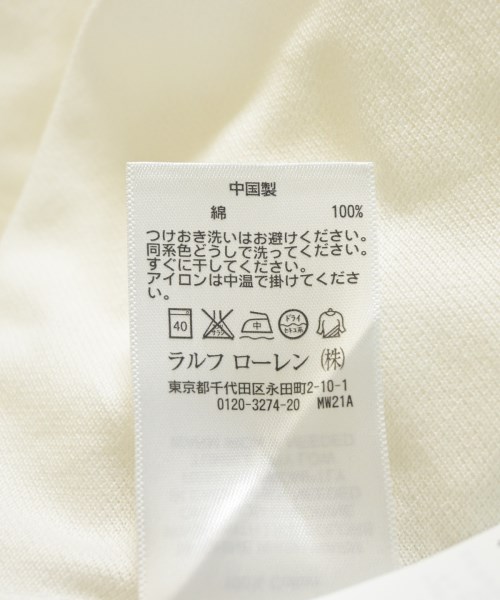 中国製
綿 100%
つけおき洗いはお避けください。
同系色どうしで洗ってください。
すぐに干してください。
アイロンは中温で掛けてくださ
い。
40 中 ドライ セキユ系
ラルフ ローレン (株)
東京都千代田区永田町2-10-1
0120-3274-20 MW21A